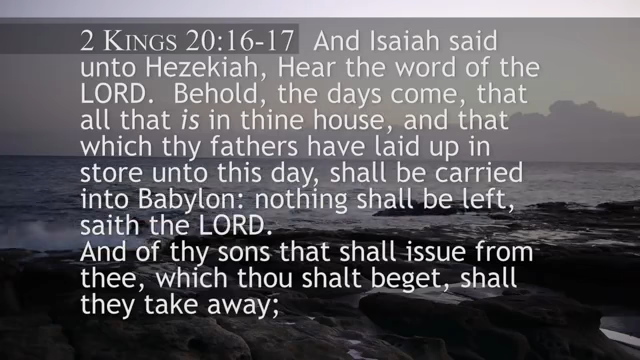 2 KINGS 20:16-17 And Isaiah said
unto Hezekiah, Hear the word of the
LORD. Behold, the days come, that
all that is in thine house, and that
which thy fathers have laid up in
store unto this day, shall be carried
into Babylon: nothing shall be left,
saith the LORD.
And of thy sons that shall issue from
thee, which thou shalt beget, shall
they take away;